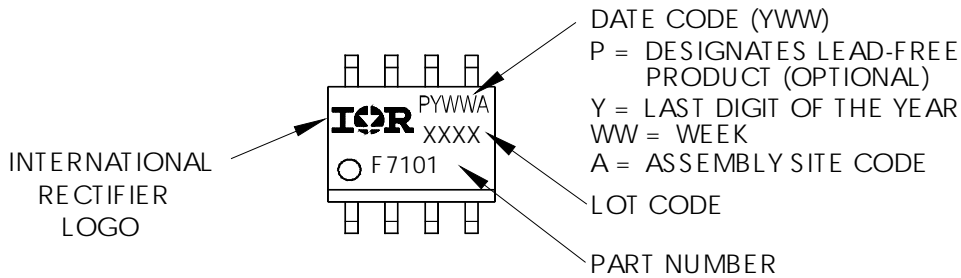 DATE CODE (YWW)
P = DESIGNATES LEAD-FREE
PRODUCT (OPTIONAL)
Y = LAST DIGIT OF THE YEAR
WW = WEEK
A = ASSEMBLY SITE CODE
LOT CODE
PART NUMBER
INTERNATIONAL
RECTIFIER
LOGO
IOR
PYWWA
XXXX
F7101